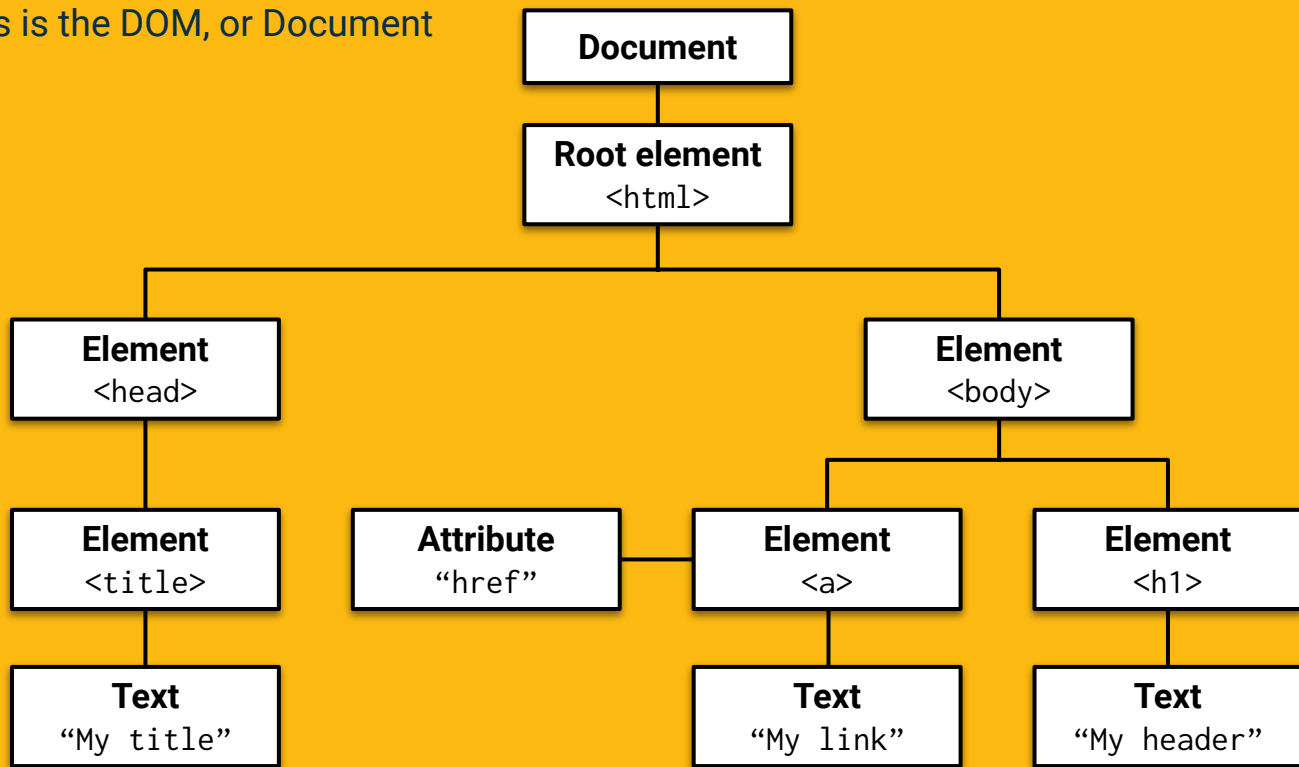 s is the DOM, or Document
Document
Root element
<html>
Element
<head>
Element
<body>
Element
<title>
Attribute
“href”
Element
<a>
Element
<h1>
Text
“My title”
Text
“My link”
Text
“My header”